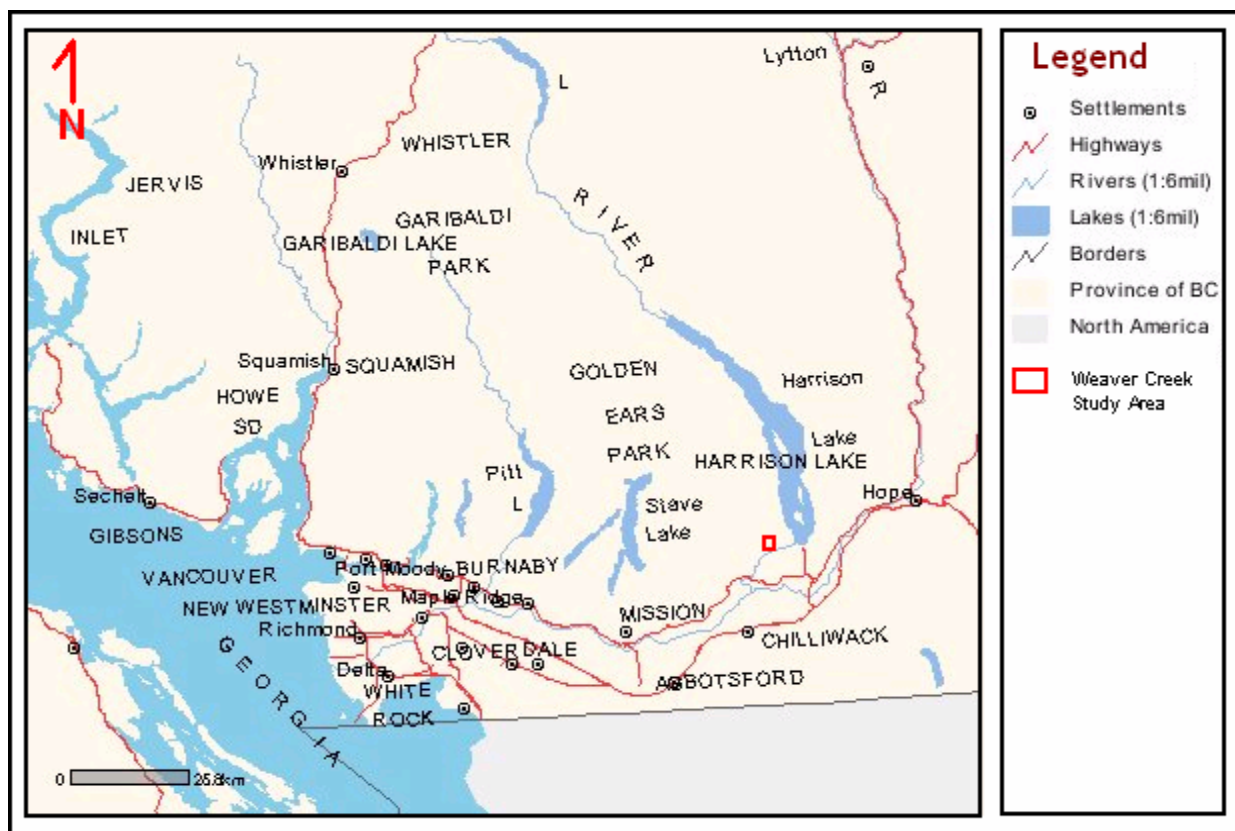 N
L
Lytton
R
Whistler
WHISTLER
JERVIS
INLET
RIVER
GARIBALDI
GARIBALDI LAKE
PARK
Squamish
SQUAMISH
HOWE
SD
GOLDEN
EARS
PARK
Harrison
Lake
HARRISON LAKE
Pitt
L
Stave
Lake
Hope
Sechelt
GIBSONS
VANCOUVER
Port Moody
BURNABY
NEW WESTMINSTER
Maple Ridge
Richmond
MISSION
CHILLIWACK
CLOVERDALE
Delta
WHITE
ROCK
ABBOTSFORD
GEORGIA
0 25.8km
Legend
Settlements
Highways
Rivers (1:6mil)
Lakes (1:6mil)
Borders
Province of BC
North America
Weaver Creek
Study Area